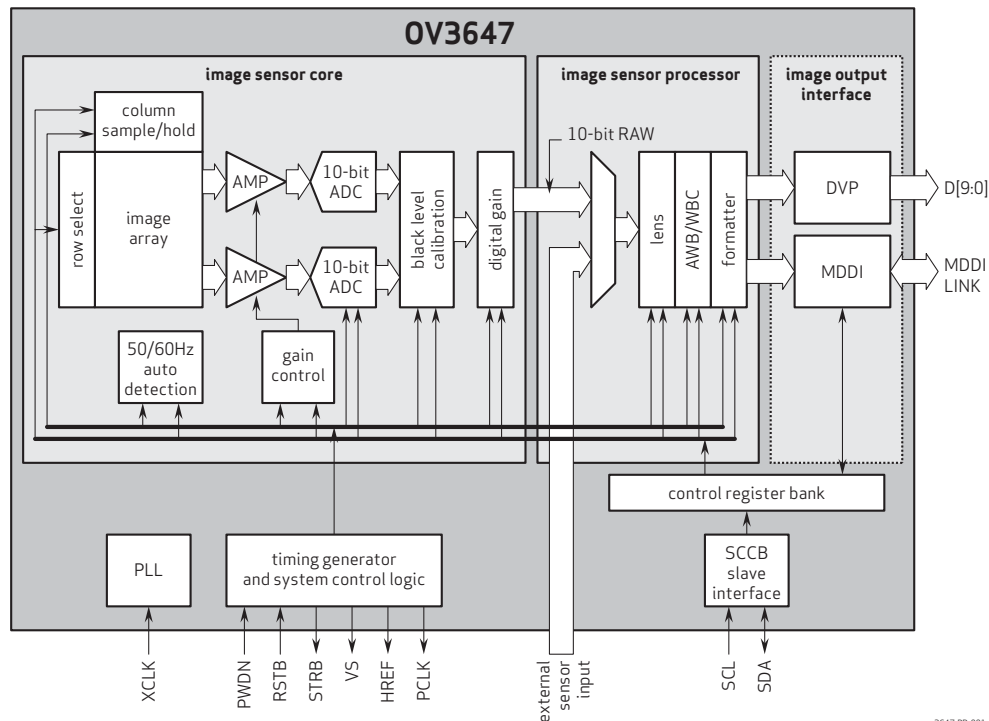 OV3647
image sensor core
image sensor processor
image output
interface
column
sample/hold
10-bit RAW
row select
image
array
AMP
10-bit
ADC
AMP
10-bit
ADC
black level
calibration
digital gain
lens
AWB/WBC
formatter
DVP
D[9:0]
MDDI
MDDI
LINK
50/60Hz
auto
detection
gain
control
control register bank
PLL
timing generator
and system control logic
SCCB
slave
interface
XCLK
PWDN
RSTB
STRB
VS
HREF
PCLK
external
sensor
input
SCL
SDA